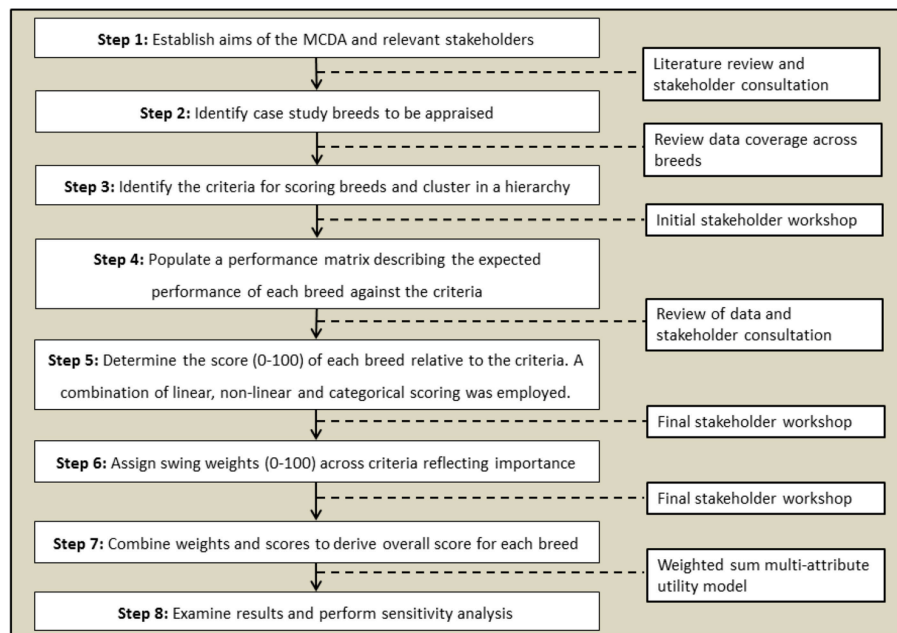 Step 1: Establish aims of the MCDA and relevant stakeholders
Literature review and
stakeholder consultation
Step 2: Identify case study breeds to be appraised
Review data coverage across
breeds
Step 3: Identify the criteria for scoring breeds and cluster in a hierarchy
Initial stakeholder workshop
Step 4: Populate a performance matrix describing the expected
performance of each breed against the criteria
Review of data and
stakeholder consultation
Step 5: Determine the score (0-100) of each breed relative to the criteria. A
combination of linear, non-linear and categorical scoring was employed.
Final stakeholder workshop
Step 6: Assign swing weights (0-100) across criteria reflecting importance
Final stakeholder workshop
Step 7: Combine weights and scores to derive overall score for each breed
Weighted sum multi-attribute
utility model
Step 8: Examine results and perform sensitivity analysis